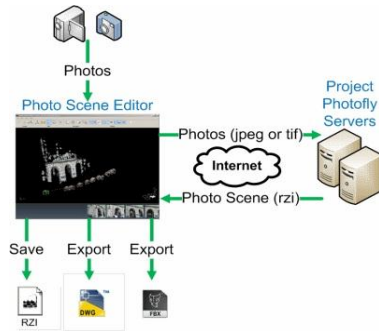 Photos
Photo Scene Editor
Project
Photofly
Servers
Photos (jpeg or tif)
Internet
Photo Scene (rzi)
Save
Export
Export
RZI
DWG
TM
FBX